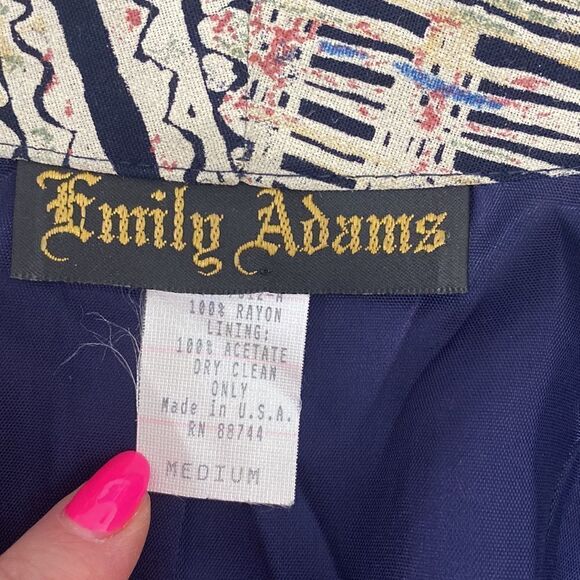 Emily Adams
100% RAYON
LINING:
100% ACETATE
DRY CLEAN
ONLY
Made in U.S.A.
RN 88744
MEDIUM